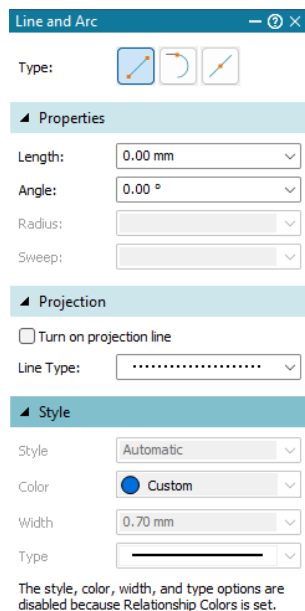 Line and Arc
Type:
Properties
Length: 0.00 mm
Angle: 0.00 °
Radius:
Sweep:
Projection
Turn on projection line
Line Type:
Style
Style Automatic
Color Custom
Width 0.70 mm
Type
The style, color, width, and type options are
disabled because Relationship Colors is set.